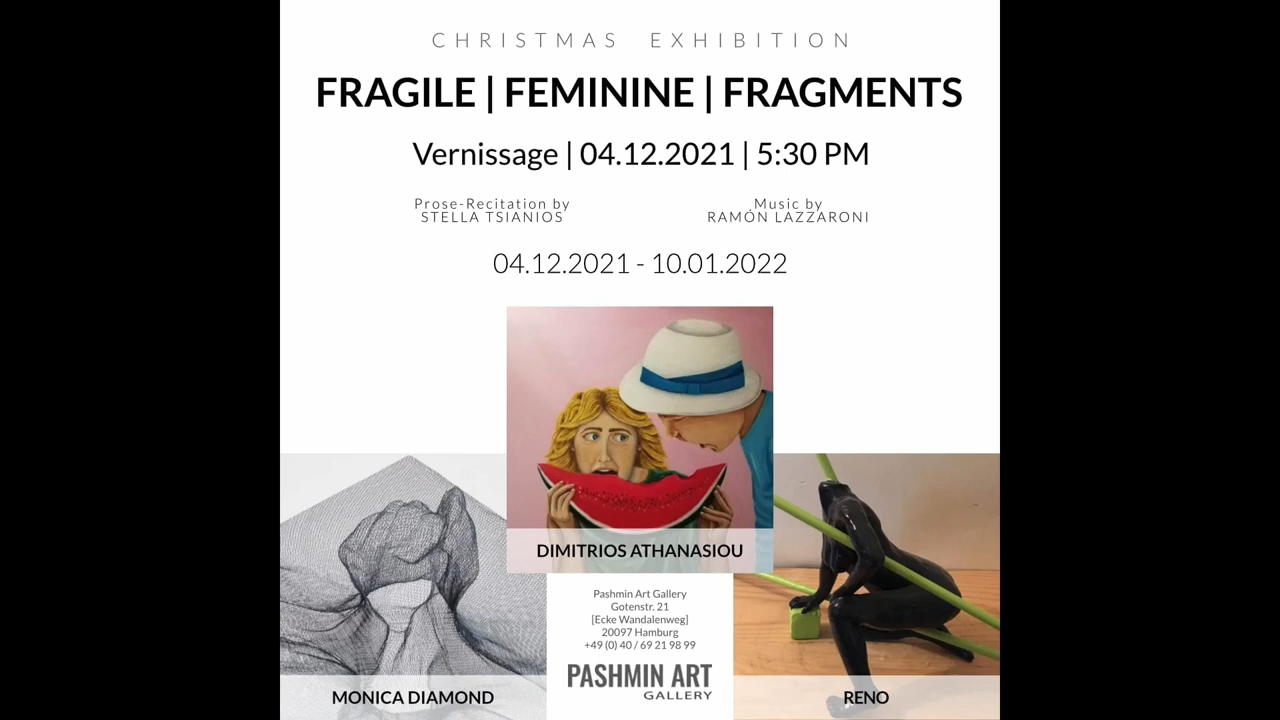 CHRISTMAS EXHIBITION
FRAGILE | FEMININE | FRAGMENTS
Vernissage | 04.12.2021 | 5:30 PM
Prose-Recitation by
STELLA TSIANIOS
Music by
RAMÓN LAZZARONI
04.12.2021 - 10.01.2022
DIMITRIOS ATHANASIOU
Pashmin Art Gallery
Gotenstr. 21
[Ecke Wandalenweg]
20097 Hamburg
+49 (0) 40 / 69 21 98 99
PASHMIN ART
GALLERY
MONICA DIAMOND
RENO